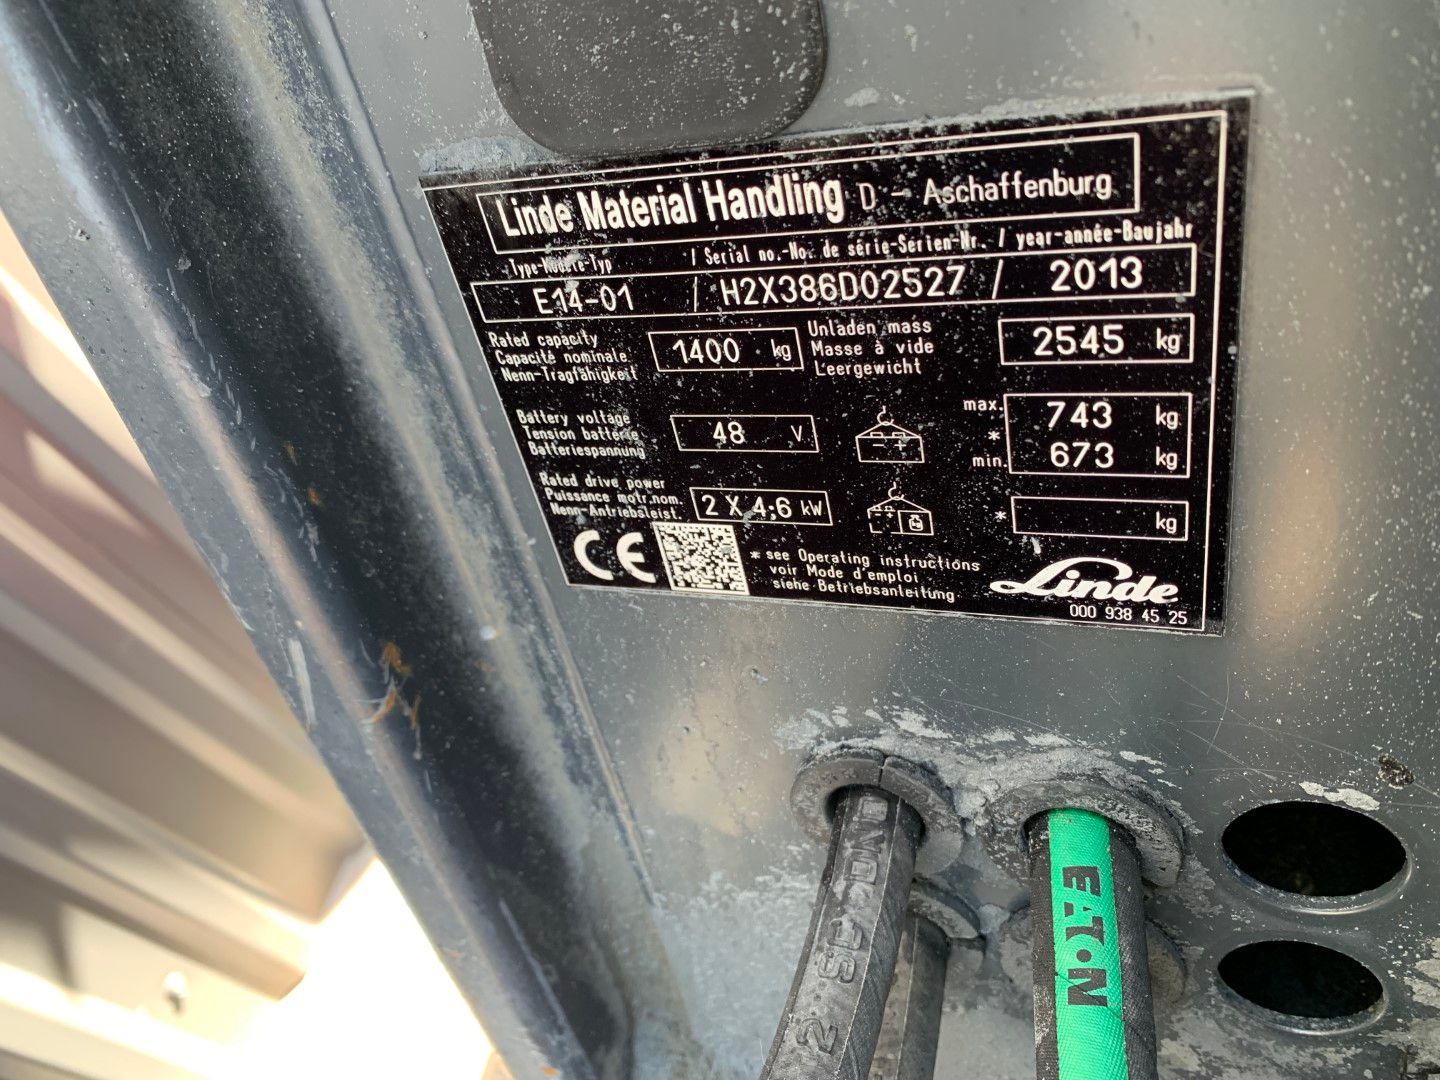 Linde Material Handling D - Aschaffenburg
Type-Modèle-Typ / Serial no.-No. de série-Serien-Nr. / year-année-Baujahr
E14-01 / H2X386D02527 / 2013
Rated capacity
Capacité nominale
Nenn-Tragfähigkeit
1400 kg
Unladen mass
Masse à vide
Leergewicht
2545 kg
Battery voltage
Tension batterie
Batteriespannung
48 V
max. 743 kg
*
min. 673 kg
Rated drive power
Puissance motr.nom.
Nenn-Antriebsleist.
2 X 4,6 kW
* kg
CE
* see Operating instructions
voir Mode d'emploi
siehe Betriebsanleitung
Linde
000 938 45 25
EATON